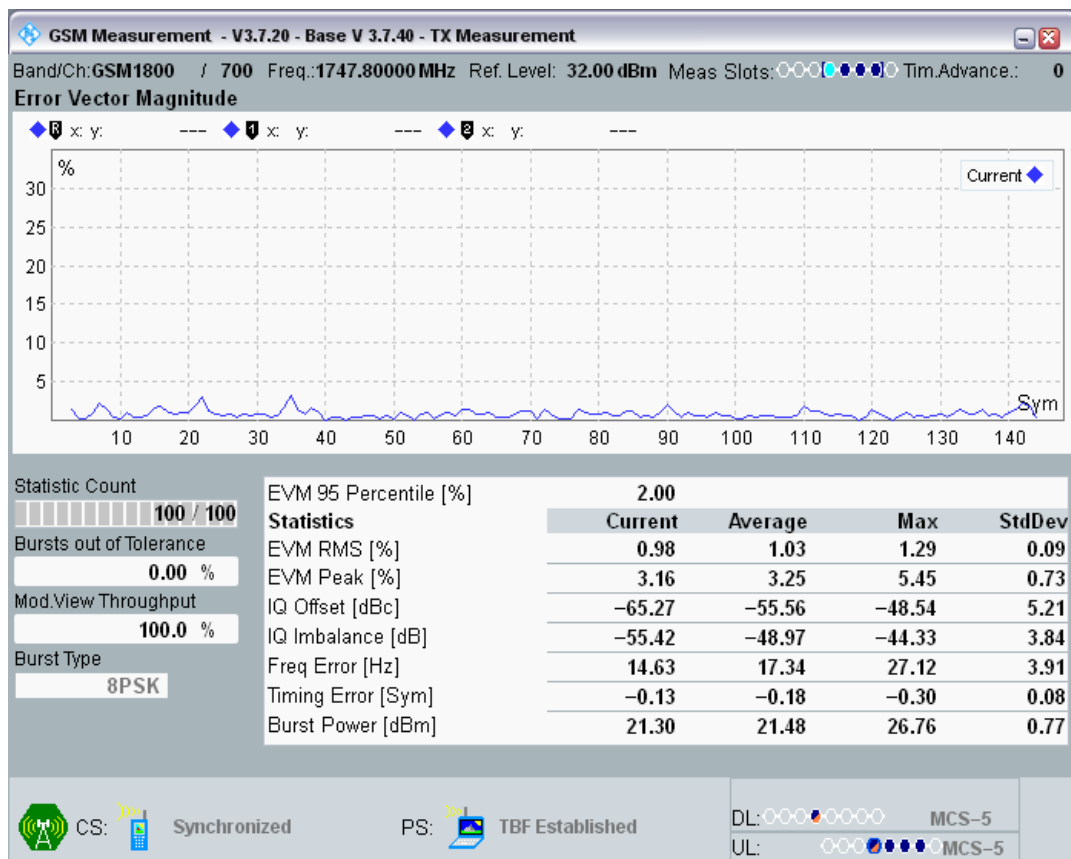 GSM Measurement - V3.7.20 - Base V 3.7.40 - TX Measurement
Band/Ch:GSM1800 / 700 Freq.:1747.80000 MHz Ref. Level: 32.00 dBm Meas Slots: Tim.Advance.: 0
Error Vector Magnitude
R x: y: --- 1 x: y: --- 2 x: y: ---
%
Current
30
25
20
15
10
5
Sym
10 20 30 40 50 60 70 80 90 100 110 120 130 140
Statistic Count
100 / 100
Bursts out of Tolerance
0.00 %
Mod.View Throughput
100.0 %
Burst Type
8PSK
EVM 95 Percentile [%] 2.00
Statistics Current Average Max StdDev
EVM RMS [%] 0.98 1.03 1.29 0.09
EVM Peak [%] 3.16 3.25 5.45 0.73
IQ Offset [dBc] −65.27 −55.56 −48.54 5.21
IQ Imbalance [dB] −55.42 −48.97 −44.33 3.84
Freq Error [Hz] 14.63 17.34 27.12 3.91
Timing Error [Sym] −0.13 −0.18 −0.30 0.08
Burst Power [dBm] 21.30 21.48 26.76 0.77
CS: Synchronized PS: TBF Established
DL: MCS−5
UL: MCS−5